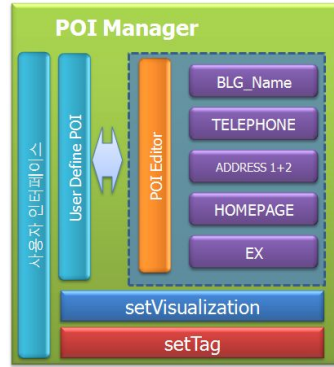 POI Manager
사용자 인터페이스
User Define POI
POI Editor
BLG_Name
TELEPHONE
ADDRESS 1+2
HOMEPAGE
EX
setVisualization
setTag